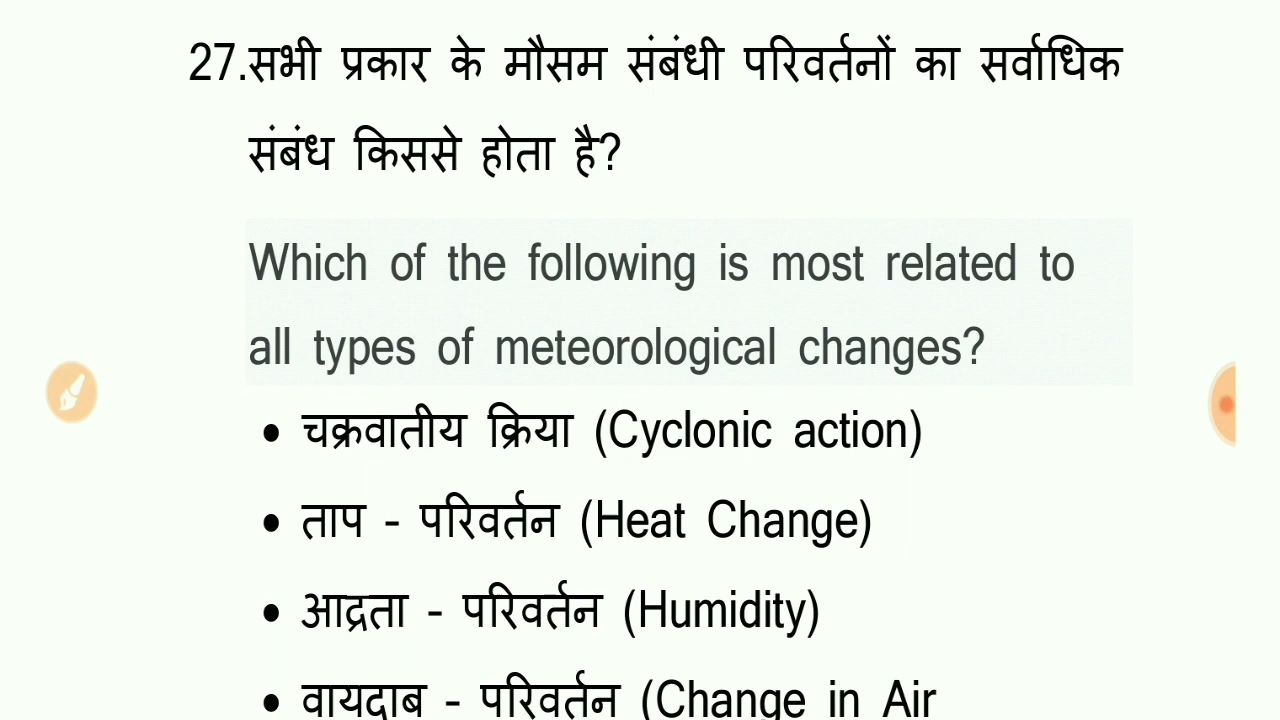 27.सभी प्रकार के मौसम संबंधी परिवर्तनों का सर्वाधिक
संबंध किससे होता है?
Which of the following is most related to
all types of meteorological changes?
• चक्रवातीय क्रिया (Cyclonic action)
• ताप - परिवर्तन (Heat Change)
• आद्रता - परिवर्तन (Humidity)
• वायुदाब - परिवर्तन (Change in Air